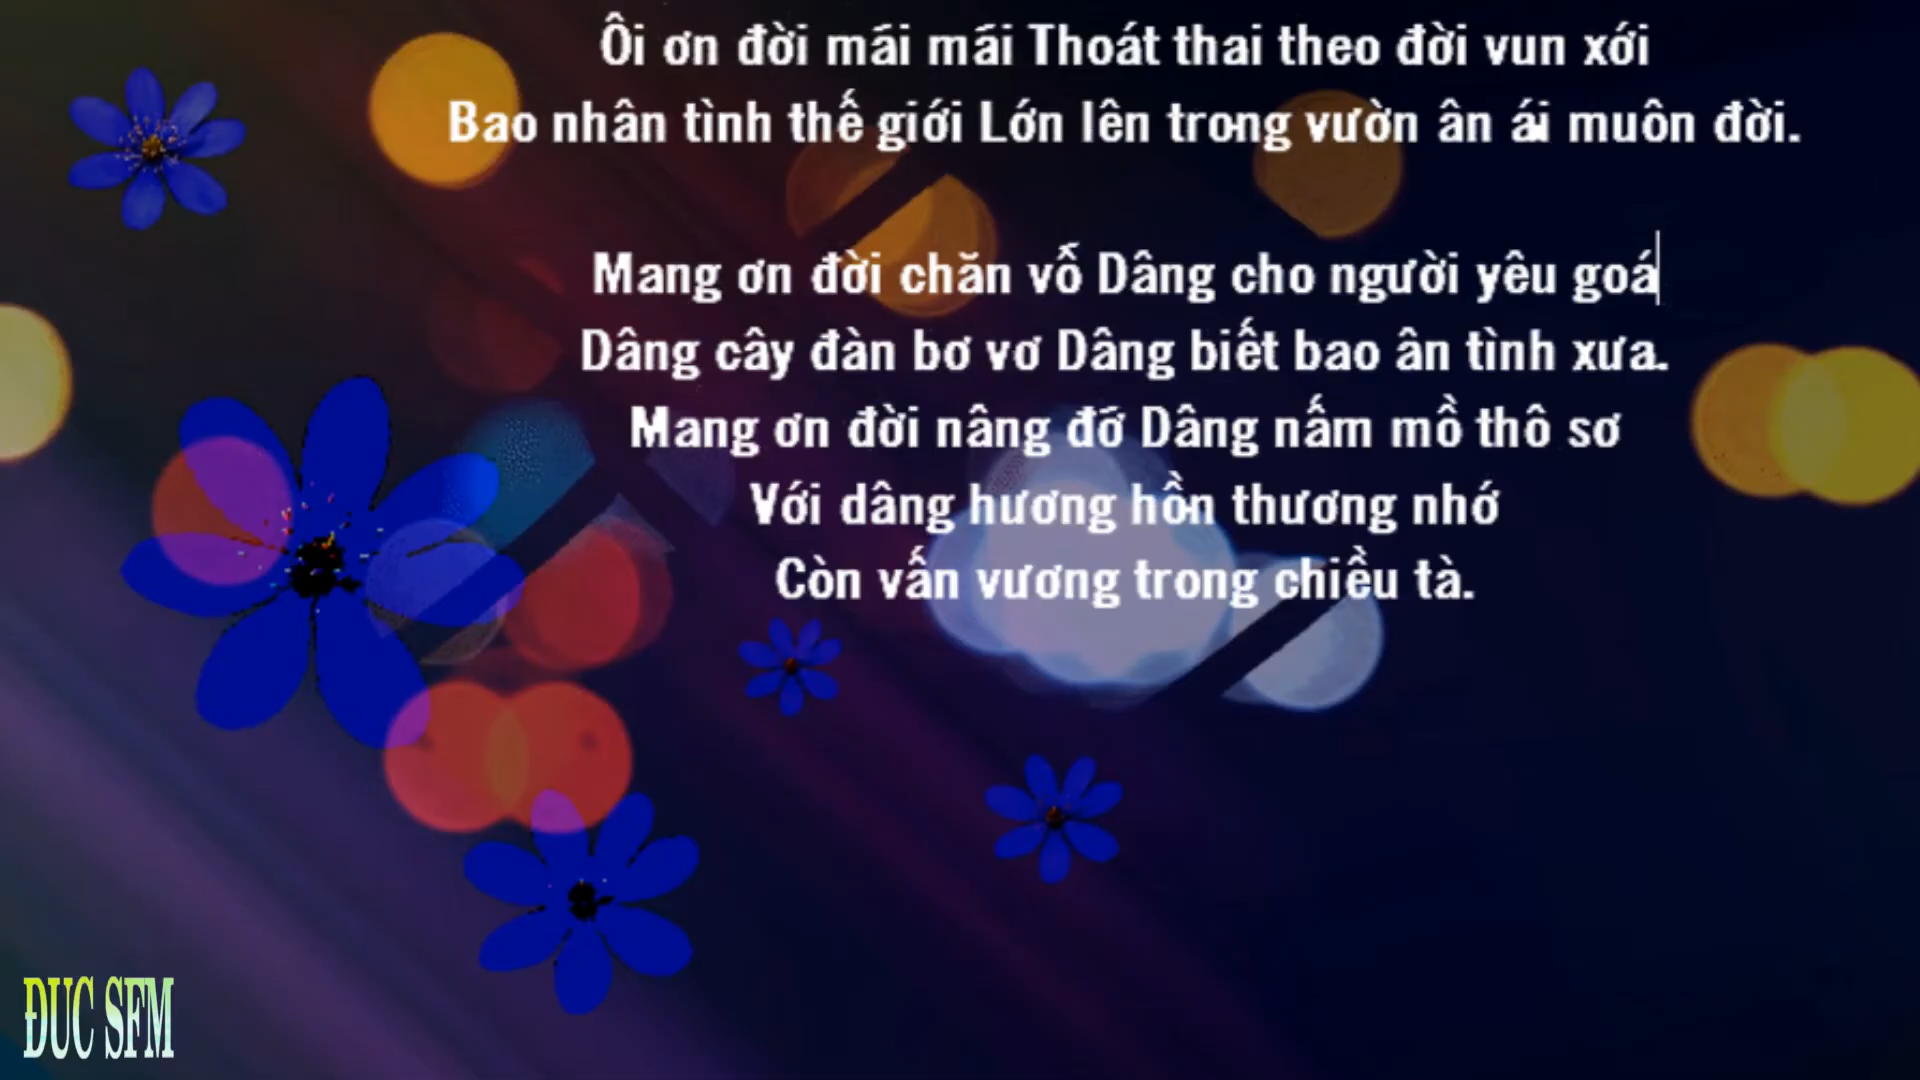 Ôi ơn đời mãi mãi Thoát thai theo đời vun xới
Bao nhân tình thế giới Lớn lên trong vườn ân ái muôn đời.
Mang ơn đời chăn vỗ Dâng cho người yêu goá
Dâng cây đàn bơ vơ Dâng biết bao ân tình xưa.
Mang ơn đời nâng đỡ Dâng nấm mồ thô sơ
Với dâng hương hồn thương nhớ
Còn vấn vương trong chiều tà.
ĐUC SFM